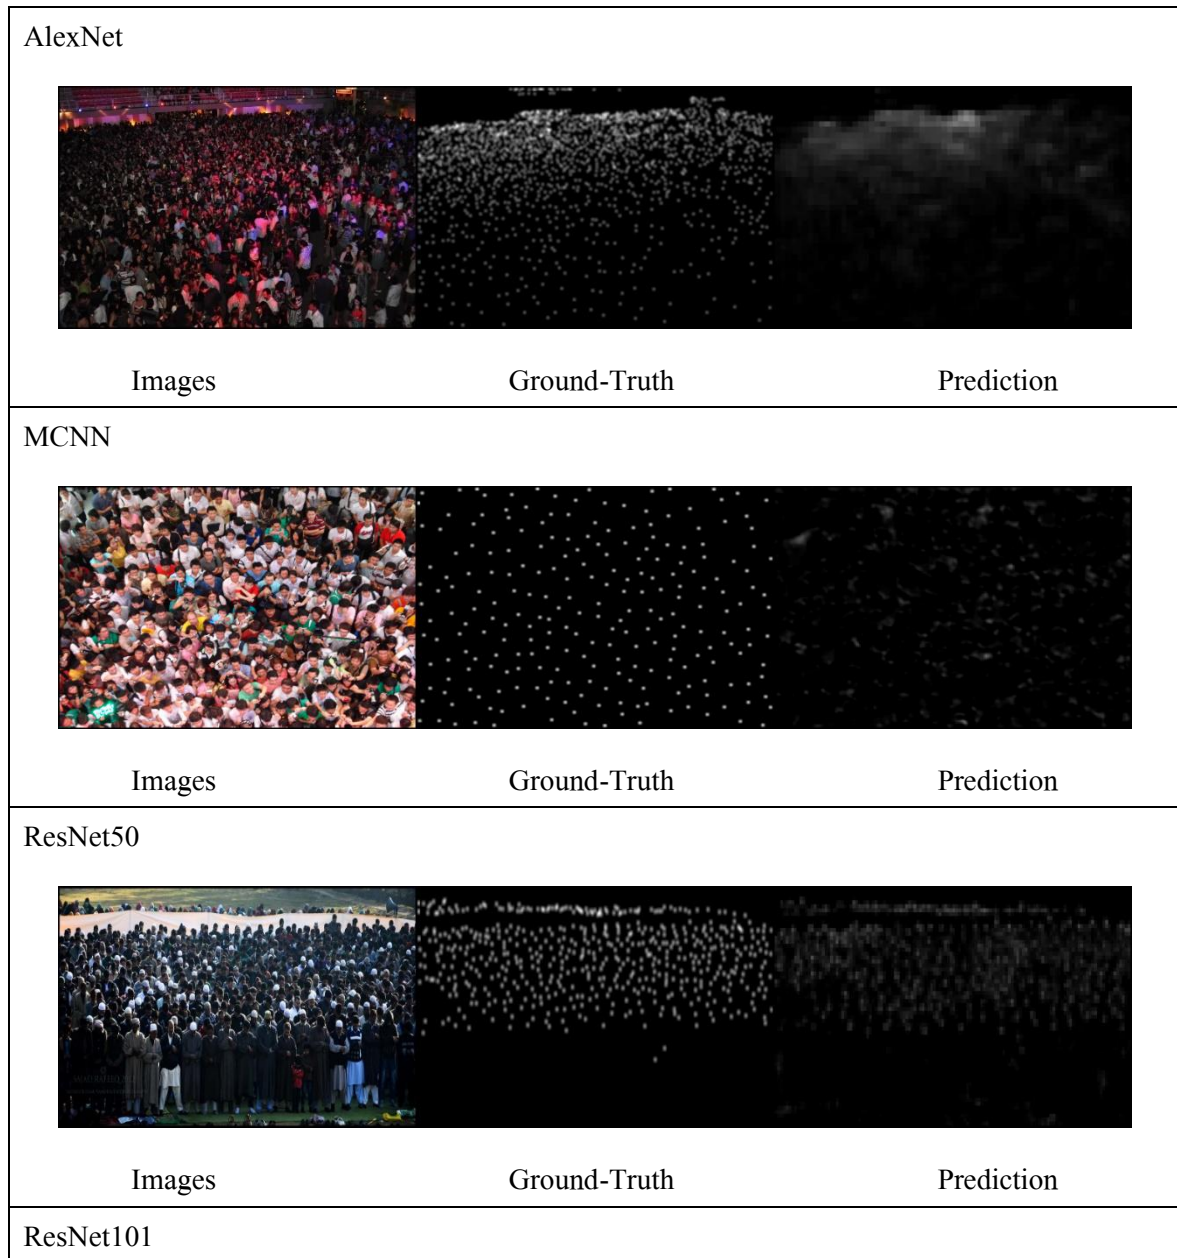 AlexNet
Images Ground-Truth Prediction
MCNN
Images Ground-Truth Prediction
ResNet50
Images Ground-Truth Prediction
ResNet101